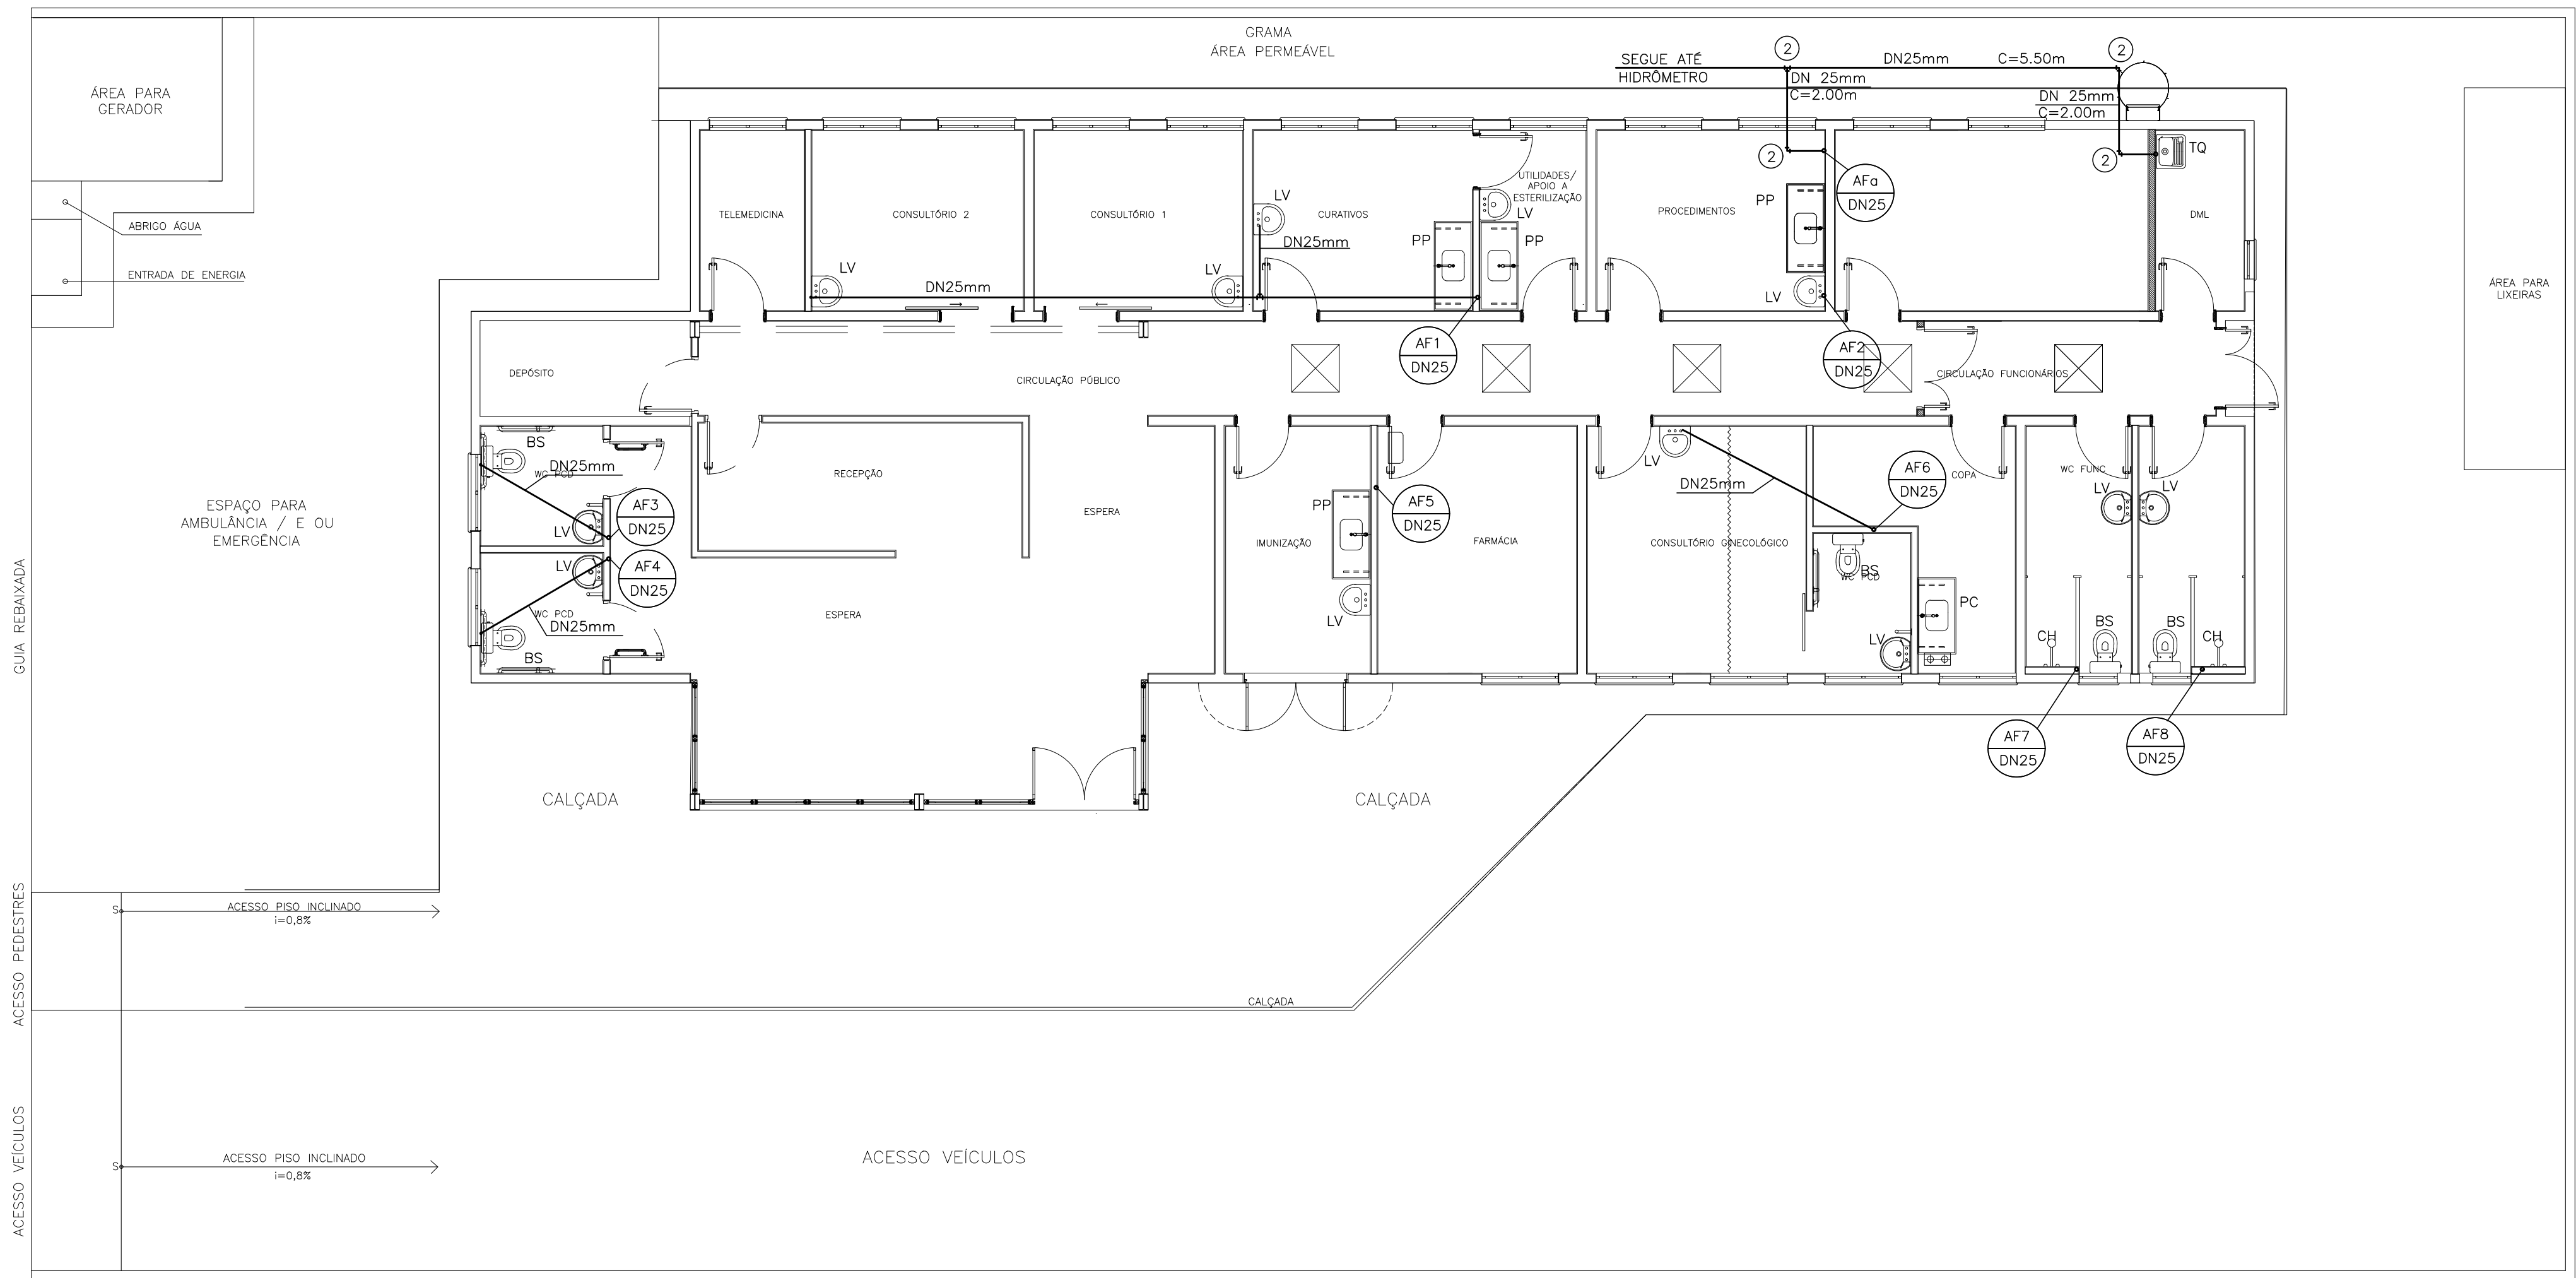 GRAMA
ÁREA PERMEÁVEL
SEGUE ATÉ
HIDRÔMETRO
2
DN25mm C=5.50m
2
DN 25mm
C=2.00m
DN 25mm
C=2.00m
2
2
ÁREA PARA
GERADOR
ABRIGO ÁGUA
ENTRADA DE ENERGIA
TELEMEDICINA
CONSULTÓRIO 2
LV
CONSULTÓRIO 1
LV
DN25mm
LV
CURATIVOS
DN25mm
PP
UTILIDADES/
APOIO A
ESTERILIZAÇÃO
LV
PP
PROCEDIMENTOS
PP
LV
AFa
DN25
TQ
DML
ÁREA PARA
LIXEIRAS
AF1
DN25
AF2
DN25
DEPÓSITO
CIRCULAÇÃO PÚBLICO
CIRCULAÇÃO FUNCIONÁRIOS
BS
WC PCD
DN25mm
LV
AF3
DN25
LV
AF4
DN25
WC PCD
DN25mm
BS
RECEPÇÃO
ESPERA
ESPERA
PP
IMUNIZAÇÃO
LV
AF5
DN25
FARMÁCIA
LV
DN25mm
CONSULTÓRIO GINECOLÓGICO
AF6
DN25
COPA
BS
WC PCD
LV
PC
WC FUNC
LV
LV
CH
BS
BS
CH
AF7
DN25
AF8
DN25
ESPAÇO PARA
AMBULÂNCIA / E OU
EMERGÊNCIA
GUIA REBAIXADA
CALÇADA
CALÇADA
ACESSO PEDESTRES
S
ACESSO PISO INCLINADO
i=0,8%
CALÇADA
ACESSO VEÍCULOS
S
ACESSO PISO INCLINADO
i=0,8%
ACESSO VEÍCULOS